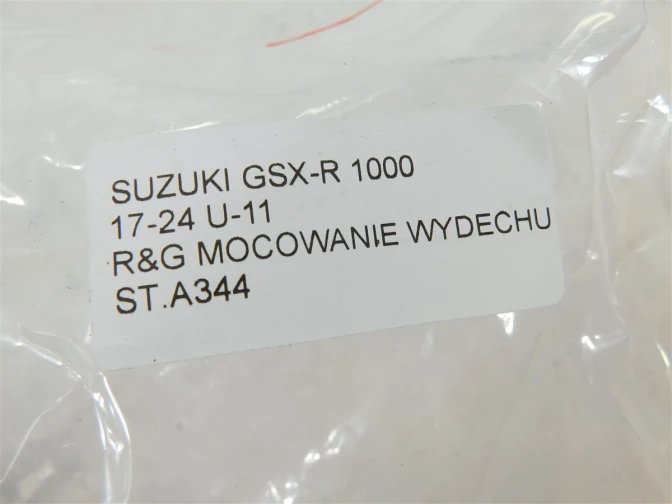 SUZUKI GSX-R 1000
17-24 U-11
R&G MOCOWANIE WYDECHU
ST.A344